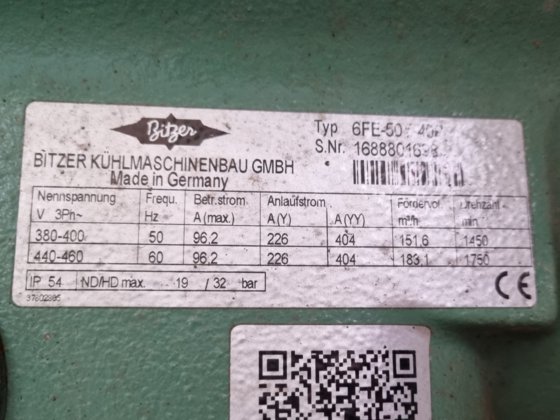 Bitzer
Typ 6FE-50
S.Nr. 16888016
BITZER KÜHLMASCHINENBAU GMBH
Made in Germany
Nennspannung Frequ. Betr.strom Anlaufstrom Fördervol
V 3Ph~ Hz A (max.) A (Y) A (YY) m³/h min
380-400 50 96.2 226 404 151.6 1450
440-460 60 96.2 226 404 183.1 1750
IP 54 ND/HD max. 19 / 32 bar
CE